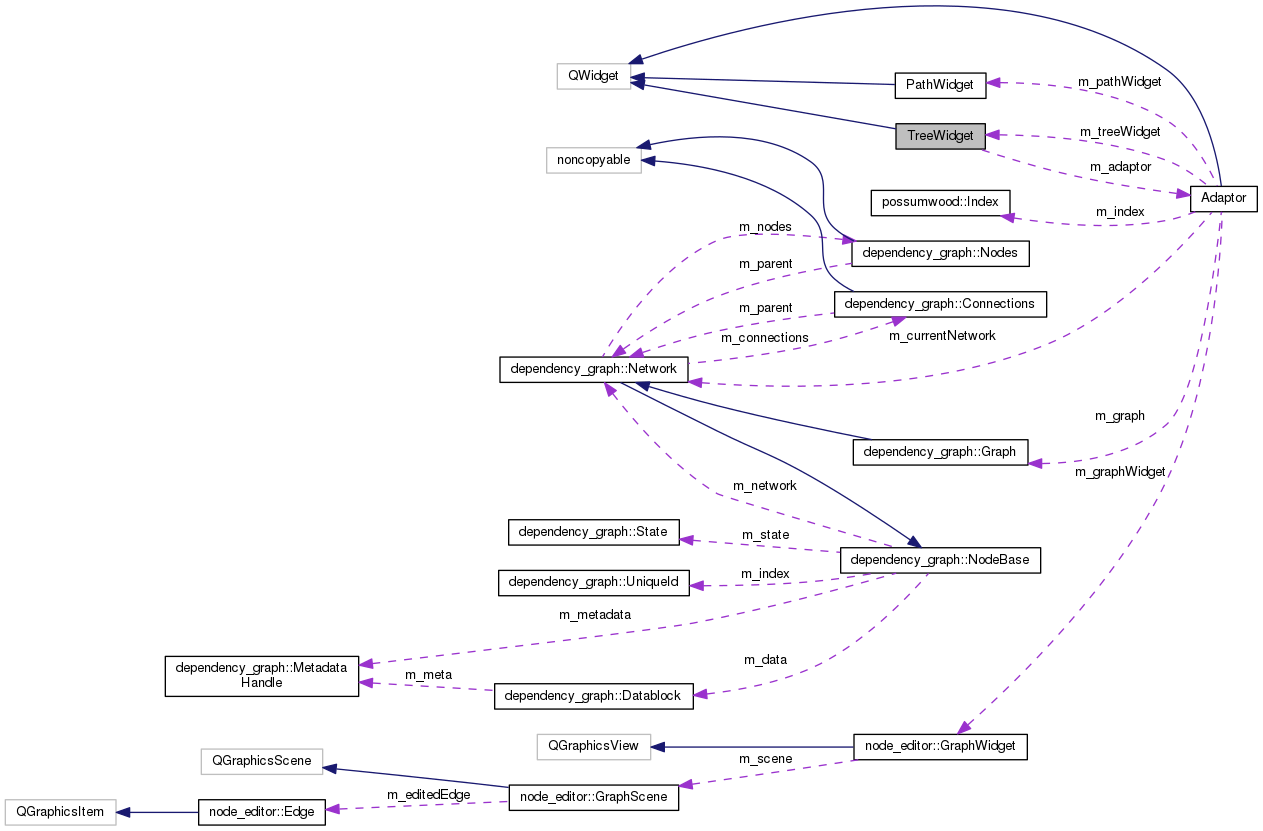 QWidget
PathWidget
m_pathWidget
TreeWidget
m_treeWidget
noncopyable
m_adaptor
Adaptor
possumwood::Index
m_index
m_nodes
dependency_graph::Nodes
m_parent
dependency_graph::Connections
m_parent
m_connections
m_currentNetwork
dependency_graph::Network
m_graph
dependency_graph::Graph
m_graphWidget
m_network
dependency_graph::State
m_state
dependency_graph::NodeBase
dependency_graph::UniqueId
m_index
m_metadata
dependency_graph::Metadata
Handle
m_meta
m_data
dependency_graph::Datablock
QGraphicsView
node_editor::GraphWidget
QGraphicsScene
m_scene
m_editedEdge
node_editor::GraphScene
QGraphicsItem
node_editor::Edge